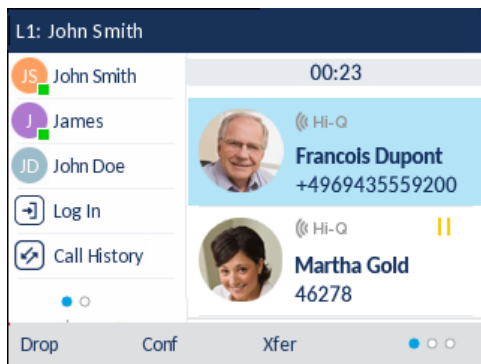 L1: John Smith
JS John Smith
J James
JD John Doe
Log In
Call History
00:23
Hi-Q
Francois Dupont
+4969435559200
Hi-Q
Martha Gold
46278
Drop Conf Xfer